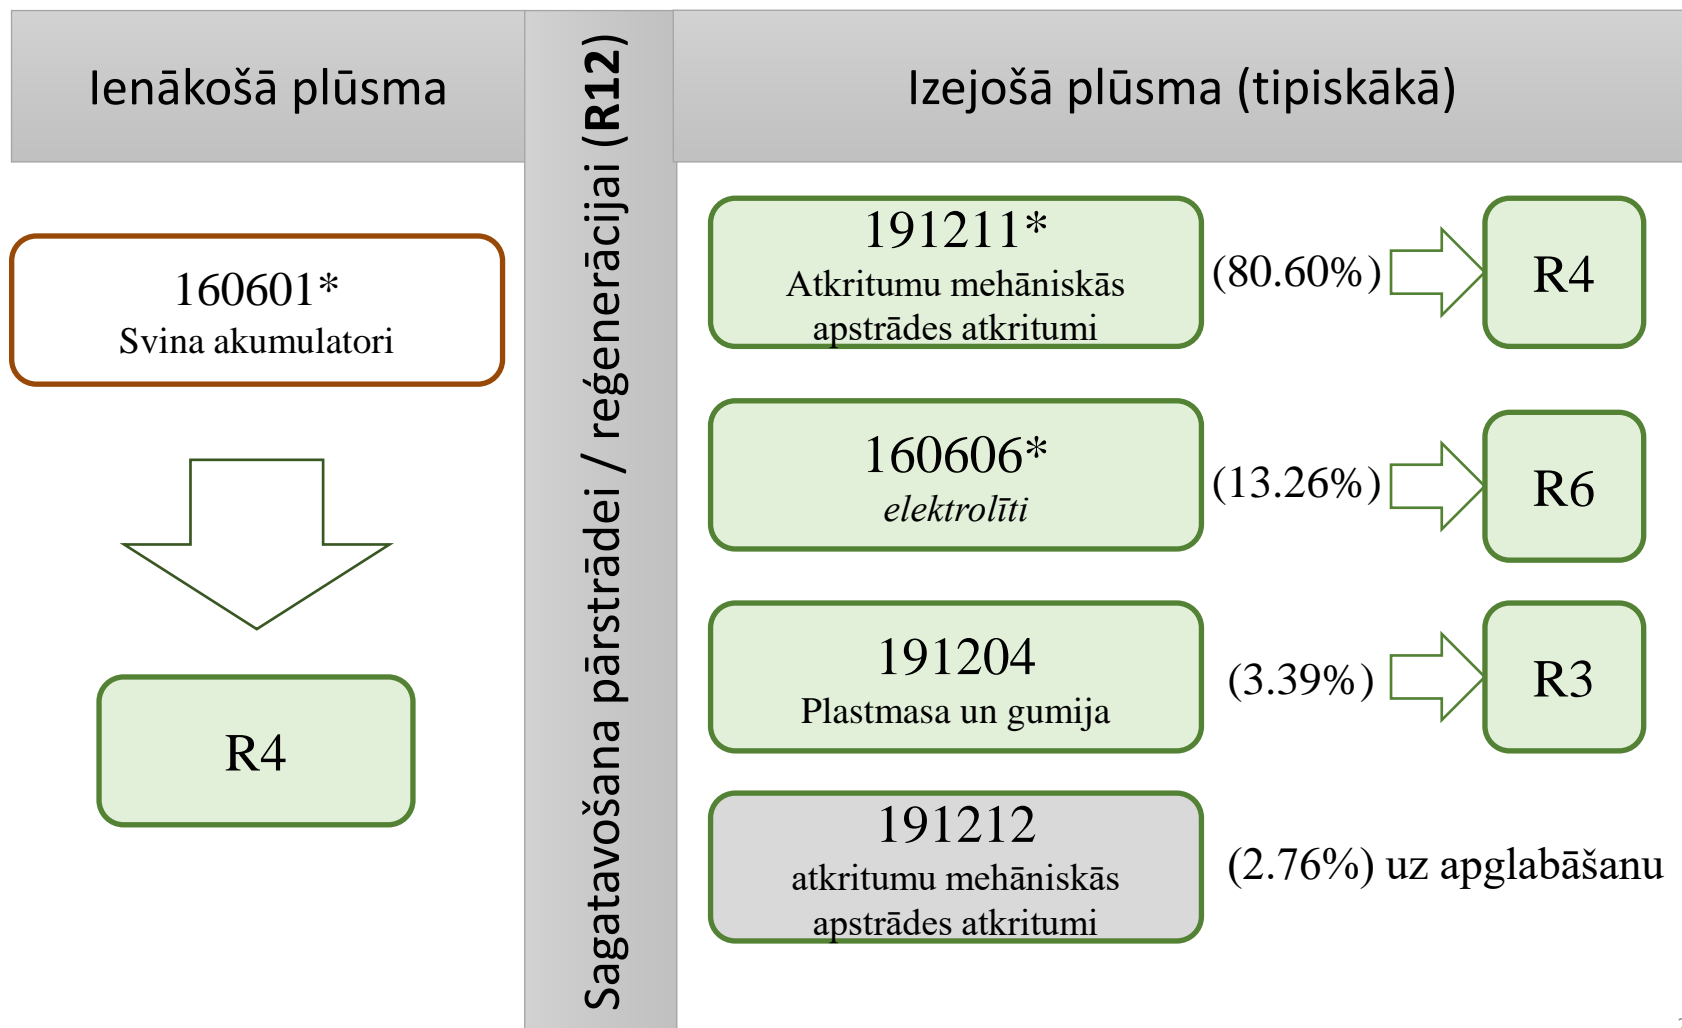 Ienākošā plūsma
160601*
Svina akumulatori
R4
Sagatavošana pārstrādei / reģenerācijai (R12)
Izejošā plūsma (tipiskākā)
191211*
Atkritumu mehāniskās
apstrādes atkritumi
(80.60%)
R4
160606*
elektrolīti
(13.26%)
R6
191204
Plastmasa un gumija
(3.39%)
R3
191212
atkritumu mehāniskās
apstrādes atkritumi
(2.76%) uz apglabāšanu